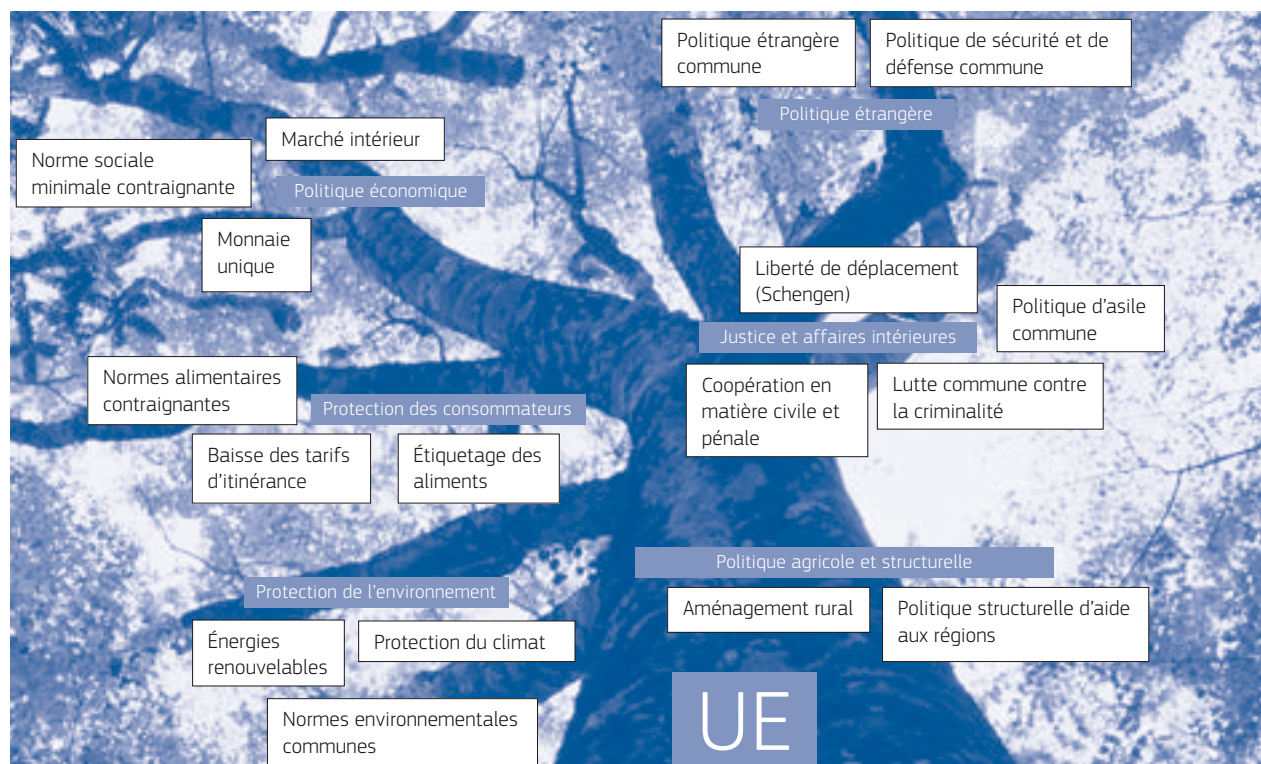 Politique étrangère
commune
Politique de sécurité et de
défense commune
Politique étrangère
Marché intérieur
Norme sociale
minimale contraignante
Politique économique
Monnaie
unique
Liberté de déplacement
(Schengen)
Politique d'asile
commune
Justice et affaires intérieures
Coopération en
matière civile et
pénale
Lutte commune contre
la criminalité
Normes alimentaires
contraignantes
Protection des consommateurs
Baisse des tarifs
d'itinérance
Étiquetage des
aliments
Politique agricole et structurelle
Aménagement rural
Politique structurelle d'aide
aux régions
Protection de l'environnement
Énergies
renouvelables
Protection du climat
Normes environnementales
communes
UE